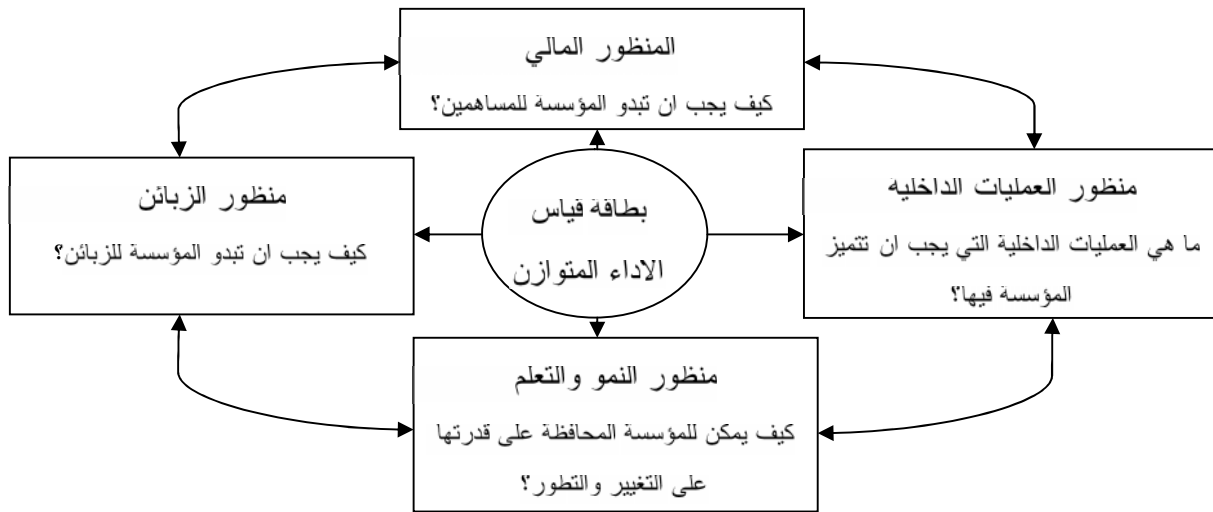 المنظور المالي
كيف يجب ان تبدو المؤسسة للمساهمين؟
منظور العمليات الداخلية
ما هي العمليات الداخلية التي يجب ان تتميز
المؤسسة فيها؟
بطاقة قياس
الاداء المتوازن
منظور الزبائن
كيف يجب ان تبدو المؤسسة للزبائن؟
منظور النمو والتعلم
كيف يمكن للمؤسسة المحافظة على قدرتها
على التغيير والتطور؟